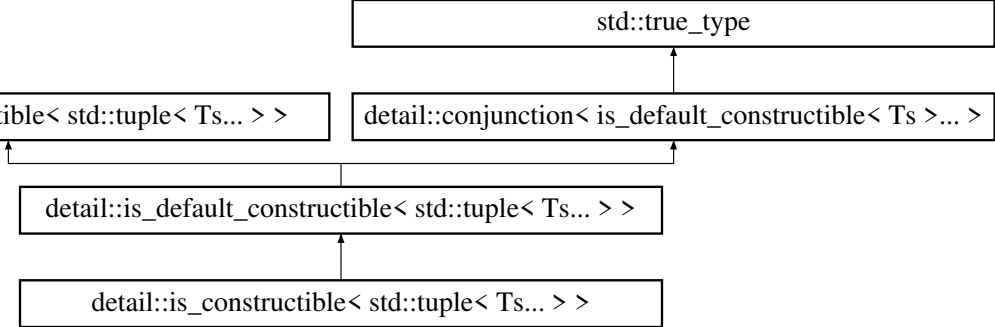 std::true_type
tible< std::tuple< Ts... > >
detail::conjunction< is_default_constructible< Ts >... >
detail::is_default_constructible< std::tuple< Ts... > >
detail::is_constructible< std::tuple< Ts... > >